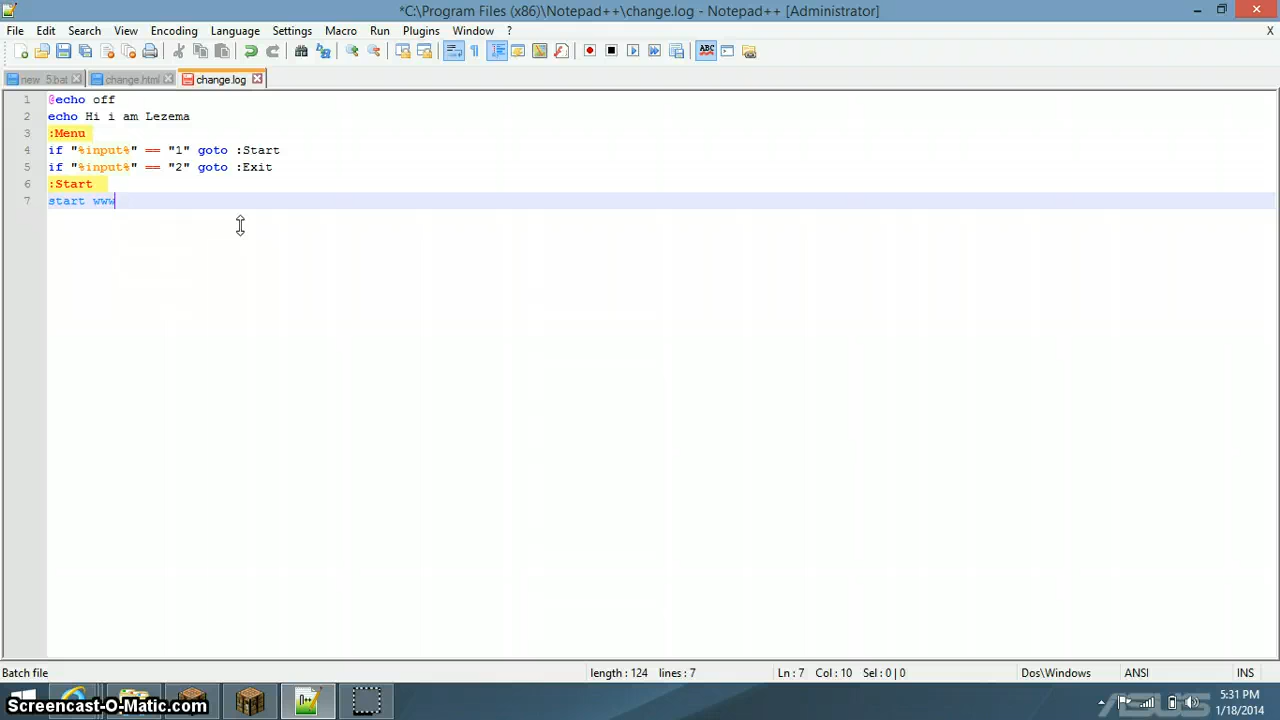 *C:\Program Files (x86)\Notepad++\change.log - Notepad++ [Administrator]
File Edit Search View Encoding Language Settings Macro Run Plugins Window ? X
new 5.bat change.html change.log
1 @echo off
2 echo Hi i am Lezema
3 :Menu
4 if "%input%" == "1" goto :Start
5 if "%input%" == "2" goto :Exit
6 :Start
7 start www
Batch file length : 124 lines : 7 Ln : 7 Col : 10 Sel : 0 | 0 Dos\Windows ANSI INS
Screencast-O-Matic.com
ASUS
5:31 PM
1/18/2014